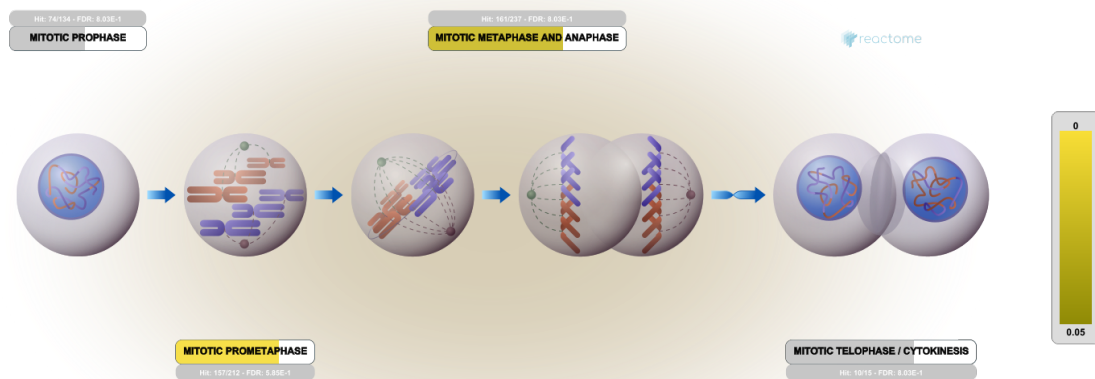 Hit: 74/134 - FDR: 8.03E-1
MITOTIC PROPHASE
Hit: 161/237 - FDR: 8.03E-1
MITOTIC METAPHASE AND ANAPHASE
reactome
0
0.05
MITOTIC PROMETAPHASE
Hit: 157/212 - FDR: 5.85E-1
MITOTIC TELOPHASE / CYTOKINESIS
Hit: 10/15 - FDR: 8.03E-1